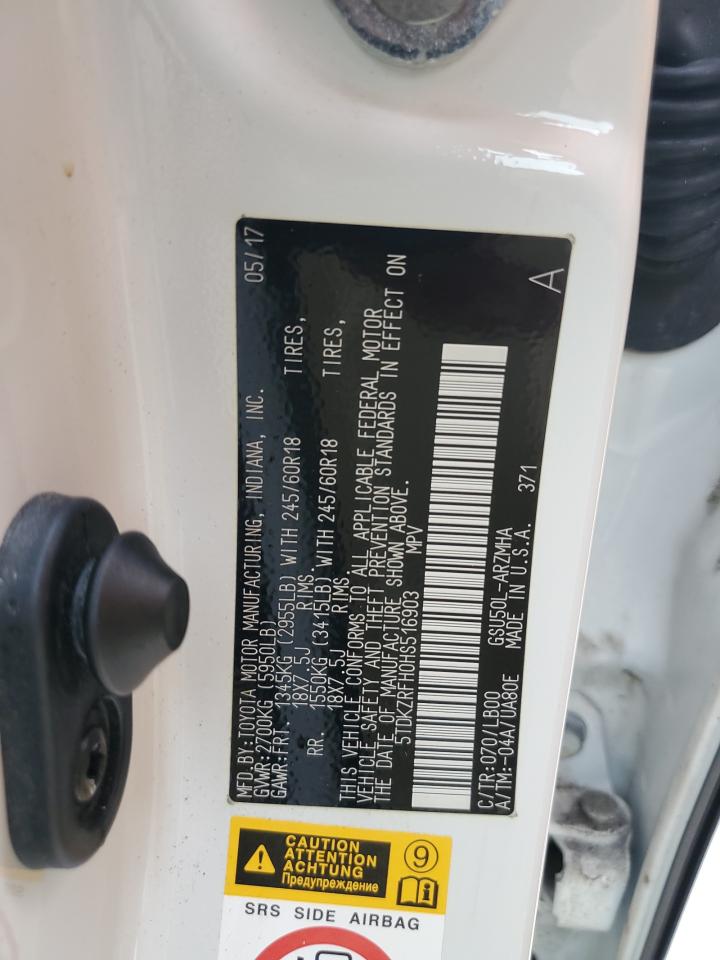 MFD.BY:TOYOTA MOTOR MANUFACTURING, INDIANA, INC. 05/17
GVWR:2700KG (5950LB)
GAWR:FRT. 1345KG (2955LB) WITH 245/60R18 TIRES,
18X7.5J RIMS
RR. 1550KG (3415LB) WITH 245/60R18 TIRES,
18X7.5J RIMS
THIS VEHICLE CONFORMS TO ALL APPLICABLE FEDERAL MOTOR
VEHICLE SAFETY AND THEFT PREVENTION STANDARDS IN EFFECT ON
THE DATE OF MANUFACTURE SHOWN ABOVE.
5TDKZRFH0HS516903 MPV
C/TR:070/LB00 GSU50L-ARZMHA A
A/TM:-04A/UA80E MADE IN U.S.A. 371
CAUTION
ATTENTION
ACHTUNG
Предупреждение
9
SRS SIDE AIRBAG